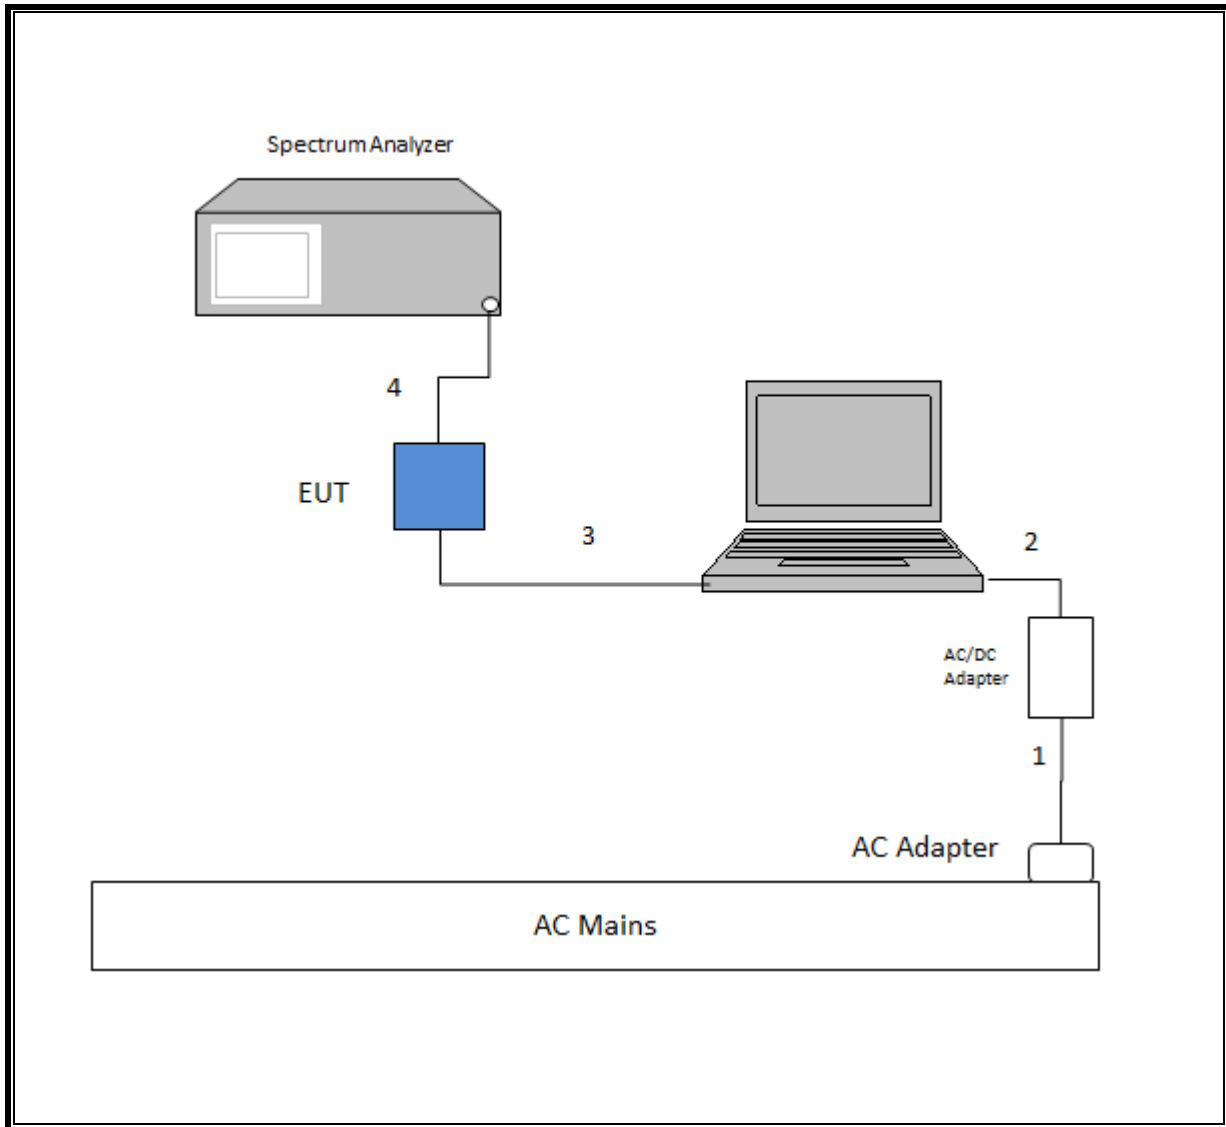 Spectrum Analyzer
4
EUT
3
2
AC/DC
Adapter
1
AC Adapter
AC Mains